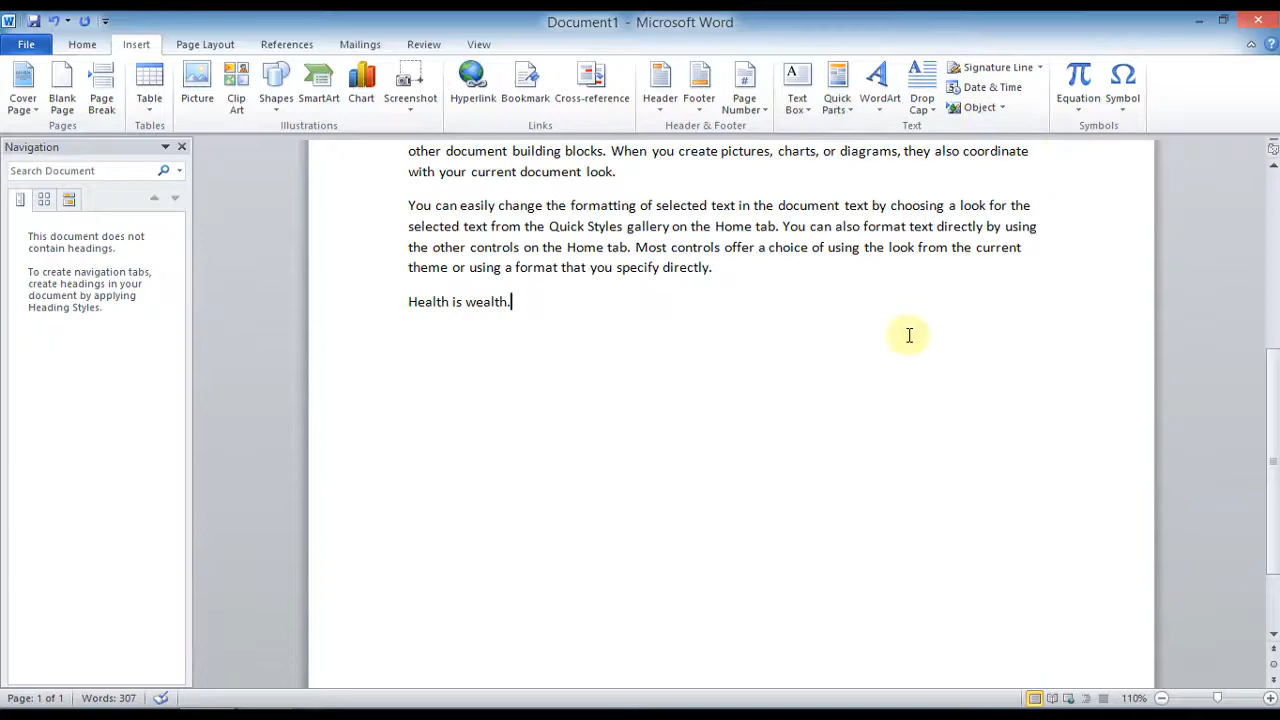 Document1 - Microsoft Word
File Home Insert Page Layout References Mailings Review View
Cover Page Blank Page Page Break Table Picture Clip Art Shapes SmartArt Chart Screenshot Hyperlink Bookmark Cross-reference Header Footer Page Number Text Box Quick Parts WordArt Drop Cap Signature Line Date & Time Object Equation Symbol
Pages Tables Illustrations Links Header & Footer Text Symbols
Navigation
Search Document
This document does not
contain headings.
To create navigation tabs,
create headings in your
document by applying
Heading Styles.
other document building blocks. When you create pictures, charts, or diagrams, they also coordinate
with your current document look.
You can easily change the formatting of selected text in the document text by choosing a look for the
selected text from the Quick Styles gallery on the Home tab. You can also format text directly by using
the other controls on the Home tab. Most controls offer a choice of using the look from the current
theme or using a format that you specify directly.
Health is wealth.
Page: 1 of 1 Words: 307 110%